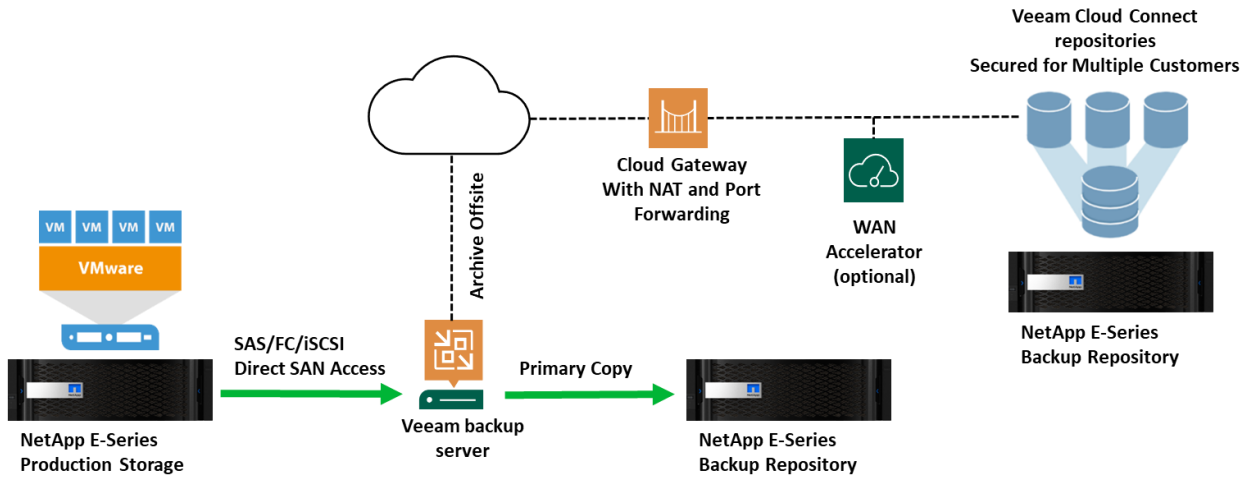 Veeam Cloud Connect
repositories
Secured for Multiple Customers
Cloud Gateway
With NAT and Port
Forwarding
WAN
Accelerator
(optional)
Archive Offsite
VM VM VM VM
VMware
SAS/FC/iSCSI
Direct SAN Access
Primary Copy
NetApp E-Series
Backup Repository
Veeam backup
server
NetApp E-Series
Production Storage
NetApp E-Series
Backup Repository